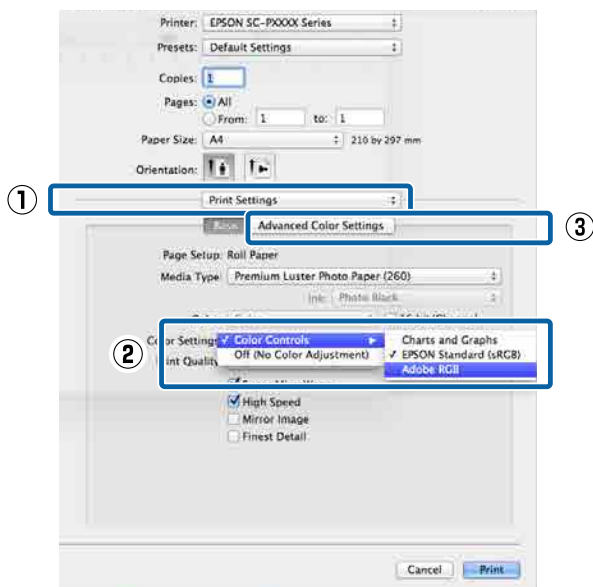 Printer: EPSON SC-PXXXX Series
Presets: Default Settings
Copies: 1
Pages: All
From: 1 to: 1
Paper Size: A4 210 by 297 mm
Orientation:
① Print Settings
Basic Advanced Color Settings ③
Page Setup: Roll Paper
Media Type: Premium Luster Photo Paper (260)
Ink: Photo Black
② Color Settings ✓ Color Controls Charts and Graphs
Off (No Color Adjustment) ✓ EPSON Standard (sRGB)
Print Quality Adobe RGB
High Speed
Mirror Image
Finest Detail
Cancel Print